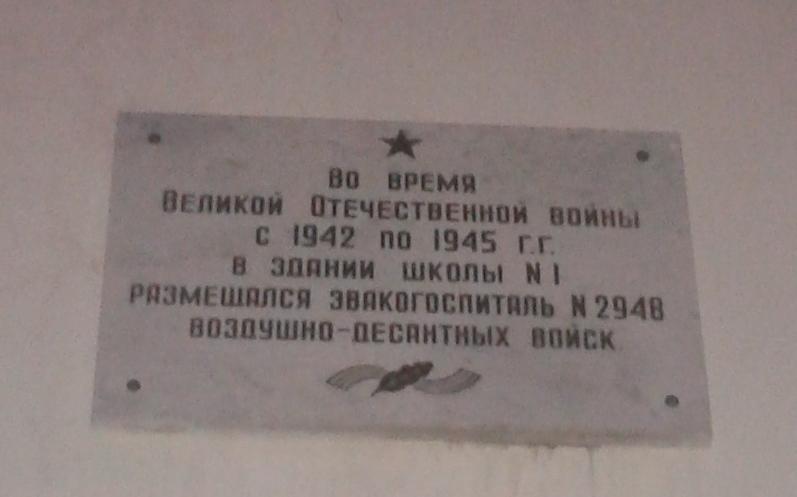 Во время
Великой Отечественной войны
с 1942 по 1945 г.г.
в здании школы N 1
размещался эвакогоспиталь N 2948
воздушно-десантных войск